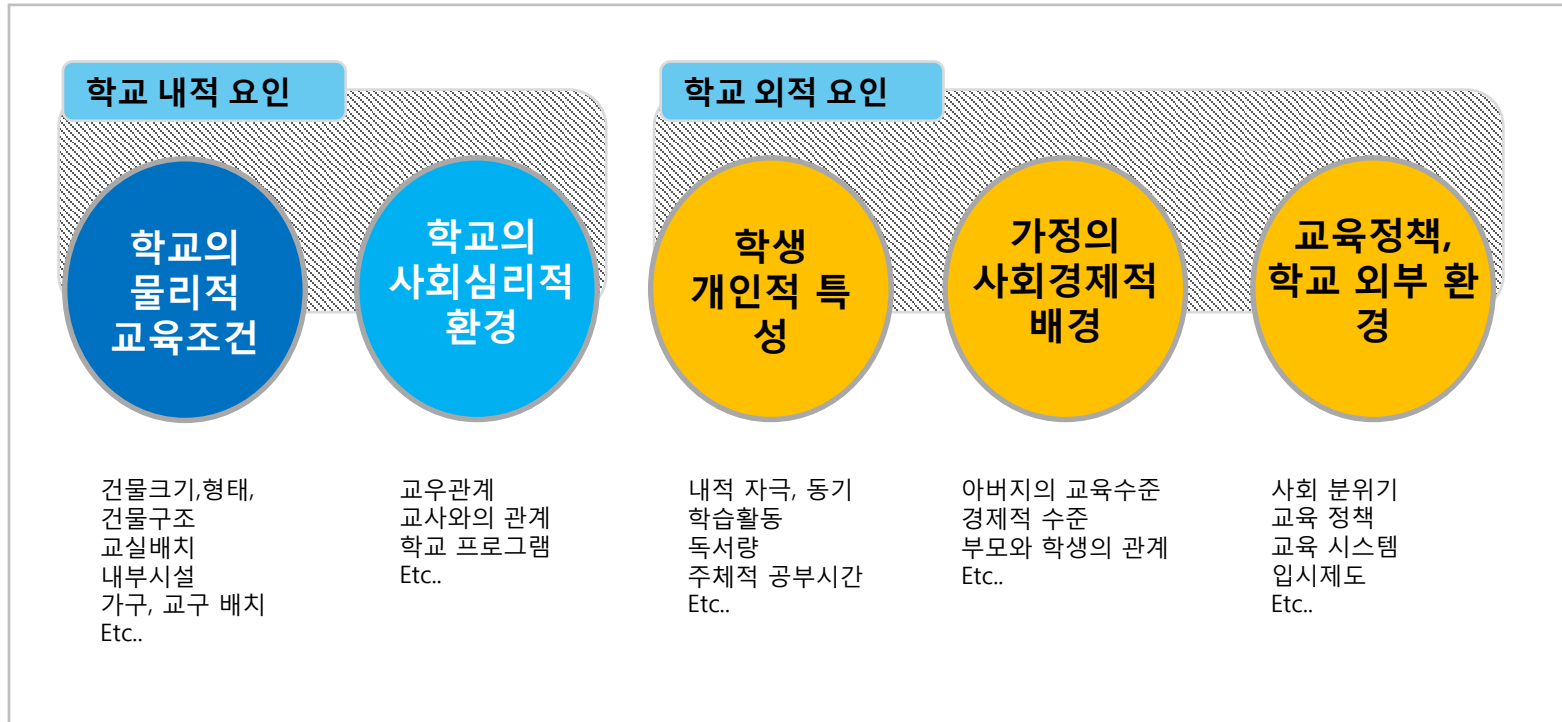 학교 내적 요인
학교 외적 요인
학교의
물리적
교육조건
학교의
사회심리적
환경
학생
개인적 특
성
가정의
사회경제적
배경
교육정책,
학교 외부 환
경
건물크기,형태,
건물구조
교실배치
내부시설
가구, 교구 배치
Etc..
교우관계
교사와의 관계
학교 프로그램
Etc..
내적 자극, 동기
학습활동
독서량
주체적 공부시간
Etc..
아버지의 교육수준
경제적 수준
부모와 학생의 관계
Etc..
사회 분위기
교육 정책
교육 시스템
입시제도
Etc..